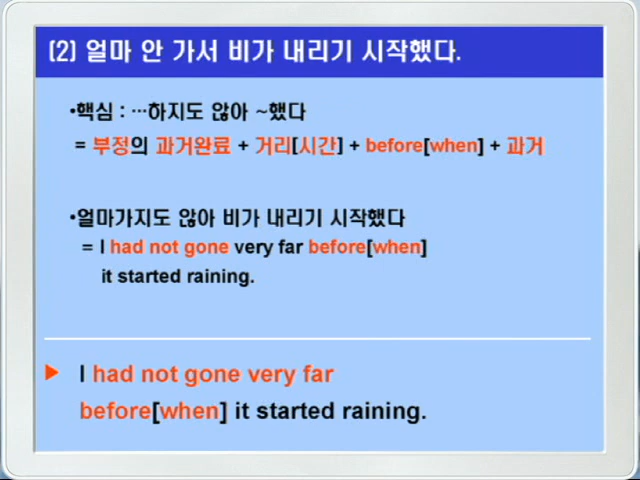 (2) 얼마 안 가서 비가 내리기 시작했다.
•핵심 : …하지도 않아 ~했다
= 부정의 과거완료 + 거리[시간] + before[when] + 과거
•얼마가지도 않아 비가 내리기 시작했다
= I had not gone very far before[when]
it started raining.
▶ I had not gone very far
before[when] it started raining.